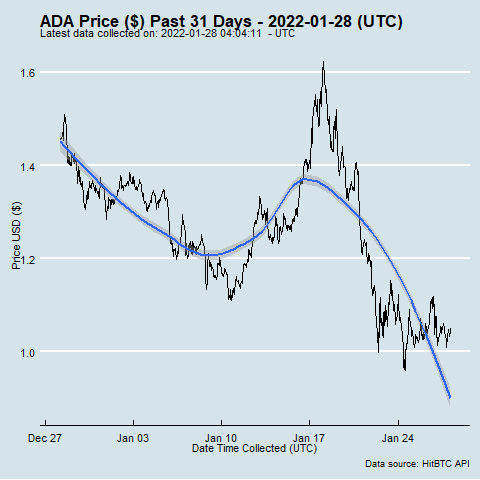 ADA Price ($) Past 31 Days - 2022-01-28 (UTC)
Latest data collected on: 2022-01-28 04:04:11  - UTC
Price USD ($)
1.6
1.4
1.2
1.0
Dec 27
Jan 03
Jan 10
Jan 17
Jan 24
Date Time Collected (UTC)
Data source: HitBTC API